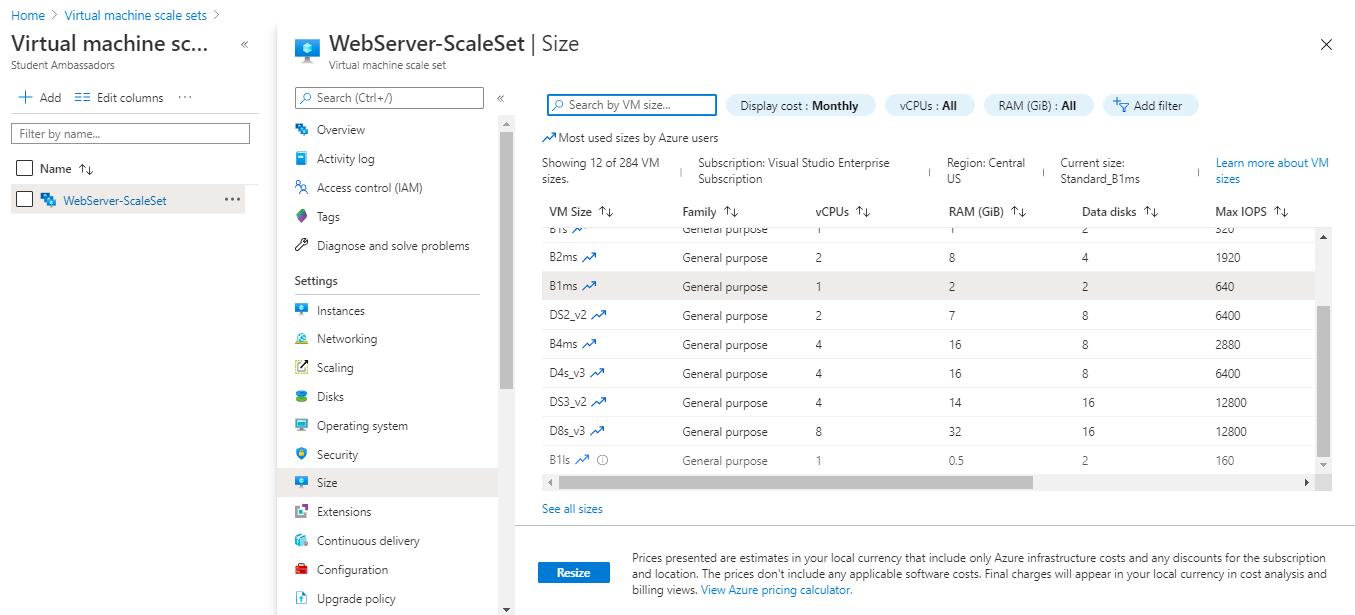 Home > Virtual machine scale sets >
Virtual machine sc... «
Student Ambassadors
Add Edit columns ...
Filter by name...
Name
WebServer-ScaleSet ...
WebServer-ScaleSet | Size
Virtual machine scale set
Search (Ctrl+/) «
Overview
Activity log
Access control (IAM)
Tags
Diagnose and solve problems
Settings
Instances
Networking
Scaling
Disks
Operating system
Security
Size
Extensions
Continuous delivery
Configuration
Upgrade policy
Search by VM size... Display cost : Monthly vCPUs : All RAM (GiB) : All Add filter
Most used sizes by Azure users
Showing 12 of 284 VM
sizes.
Subscription: Visual Studio Enterprise
Subscription
Region: Central
US
Current size:
Standard_B1ms
Learn more about VM
sizes
VM Size Family vCPUs RAM (GiB) Data disks Max IOPS
B1s General purpose 1 1 2 320
B2ms General purpose 2 8 4 1920
B1ms General purpose 1 2 2 640
DS2_v2 General purpose 2 7 8 6400
B4ms General purpose 4 16 8 2880
D4s_v3 General purpose 4 16 8 6400
DS3_v2 General purpose 4 14 16 12800
D8s_v3 General purpose 8 32 16 12800
B1ls General purpose 1 0.5 2 160
See all sizes
Resize
Prices presented are estimates in your local currency that include only Azure infrastructure costs and any discounts for the subscription
and location. The prices don't include any applicable software costs. Final charges will appear in your local currency in cost analysis and
billing views. View Azure pricing calculator.